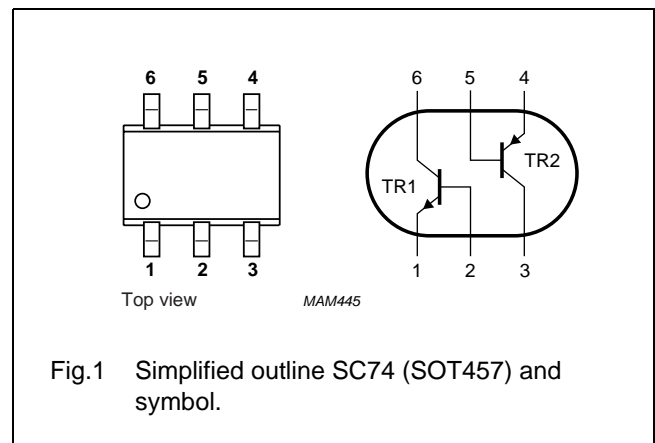 6 5 4
6 5 4
TR1
TR2
1 2 3
1 2 3
Top view
MAM445
Fig.1 Simplified outline SC74 (SOT457) and
symbol.